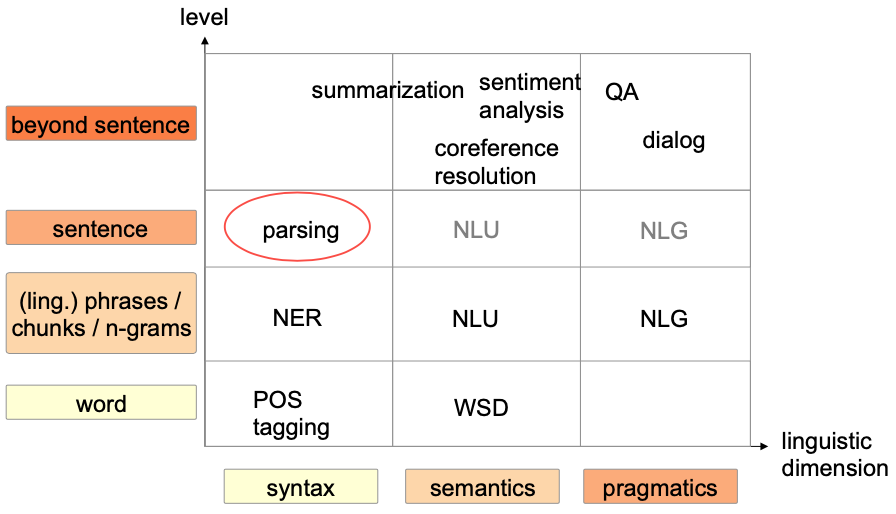 level
summarization
sentiment
analysis
QA
beyond sentence
dialog
coreference
resolution
sentence
parsing
NLU
NLG
(ling.) phrases /
chunks / n-grams
NER
NLU
NLG
word
POS
tagging
WSD
linguistic
dimension
syntax
semantics
pragmatics